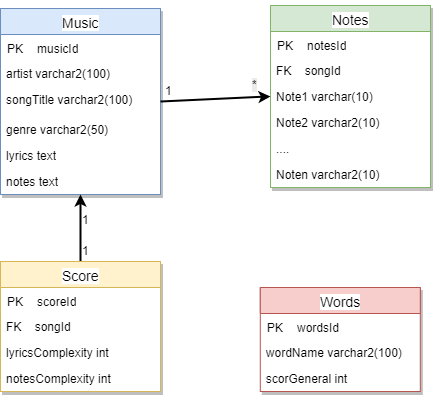 Music
PK musicId
artist varchar2(100)
songTitle varchar2(100)
genre varchar2(50)
lyrics text
notes text
1
*
Notes
PK notesId
FK songId
Note1 varchar(10)
Note2 varchar2(10)
....
Noten varchar2(10)
1
1
Score
PK scoreId
FK songId
lyricsComplexity int
notesComplexity int
Words
PK wordsId
wordName varchar2(100)
scorGeneral int